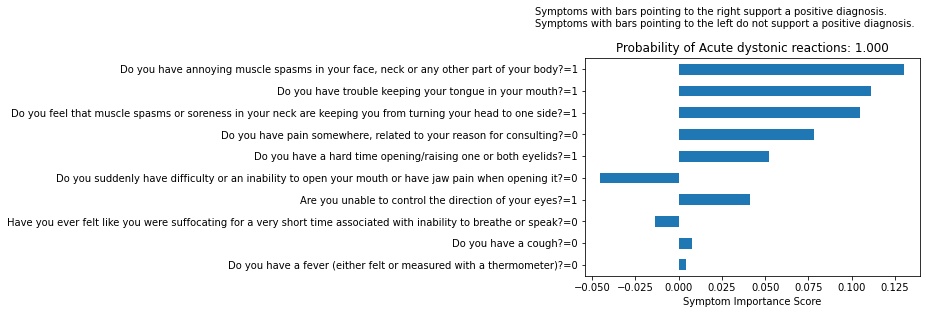 Symptoms with bars pointing to the right support a positive diagnosis.
Symptoms with bars pointing to the left do not support a positive diagnosis.
Probability of Acute dystonic reactions: 1.000
Do you have annoying muscle spasms in your face, neck or any other part of your body?=1
Do you have trouble keeping your tongue in your mouth?=1
Do you feel that muscle spasms or soreness in your neck are keeping you from turning your head to one side?=1
Do you have pain somewhere, related to your reason for consulting?=0
Do you have a hard time opening/raising one or both eyelids?=1
Do you suddenly have difficulty or an inability to open your mouth or have jaw pain when opening it?=0
Are you unable to control the direction of your eyes?=1
Have you ever felt like you were suffocating for a very short time associated with inability to breathe or speak?=0
Do you have a cough?=0
Do you have a fever (either felt or measured with a thermometer)?=0
−0.050 −0.025 0.000 0.025 0.050 0.075 0.100 0.125
Symptom Importance Score